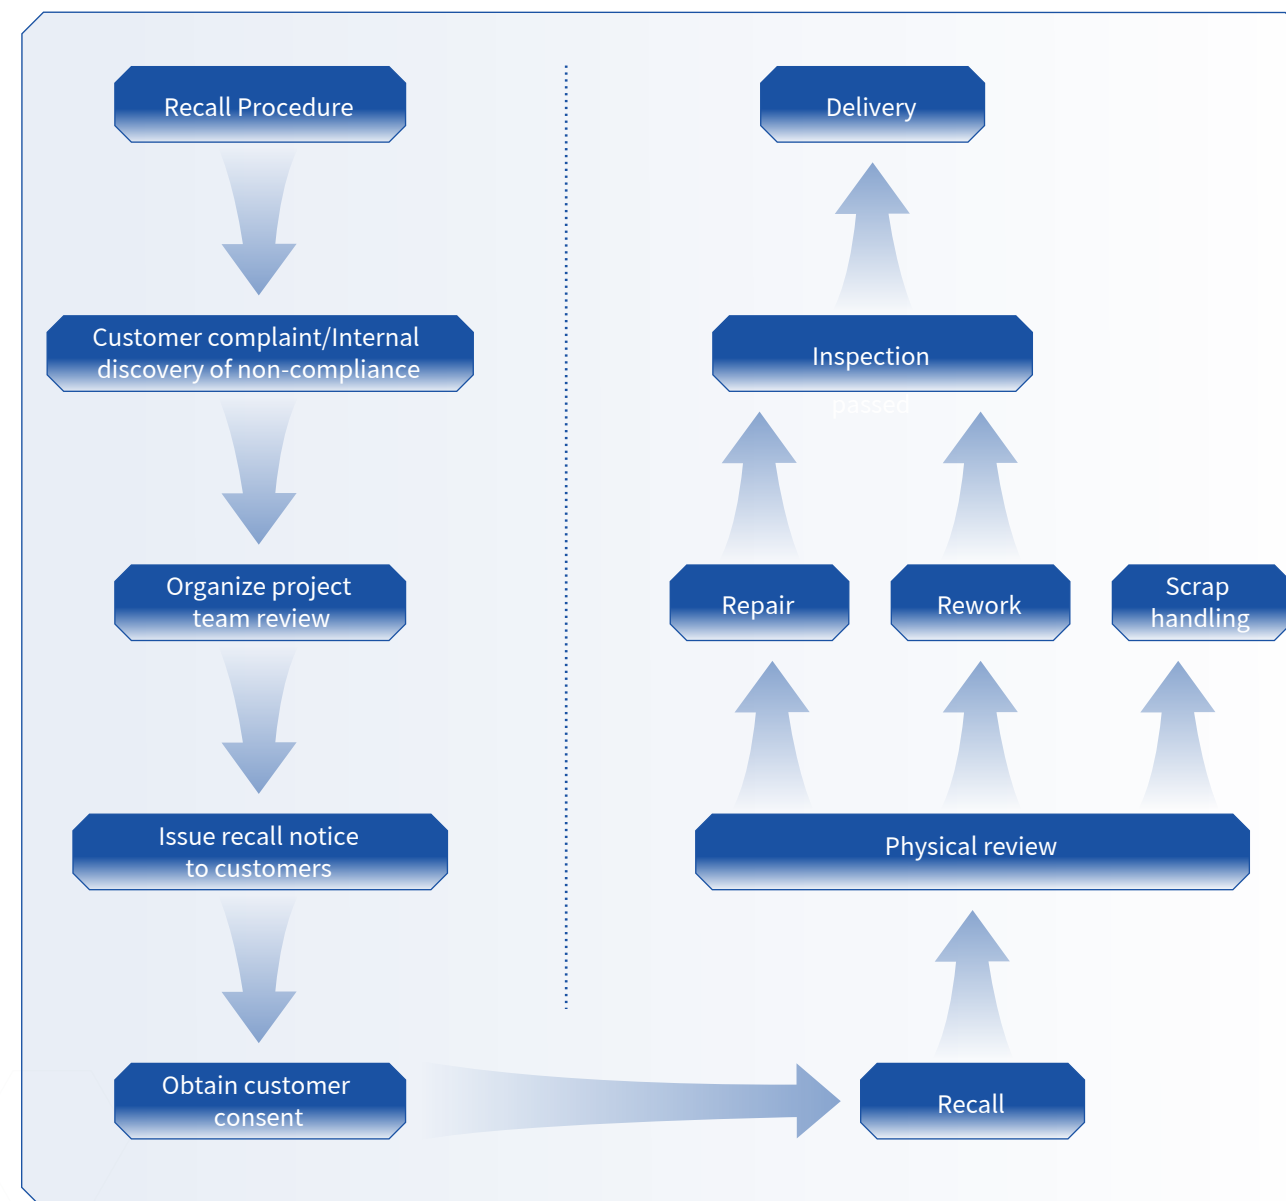 Recall Procedure
Customer complaint/Internal
discovery of non-compliance
Organize project
team review
Issue recall notice
to customers
Obtain customer
consent
Delivery
Inspection
passed
Repair
Rework
Scrap
handling
Physical review
Recall